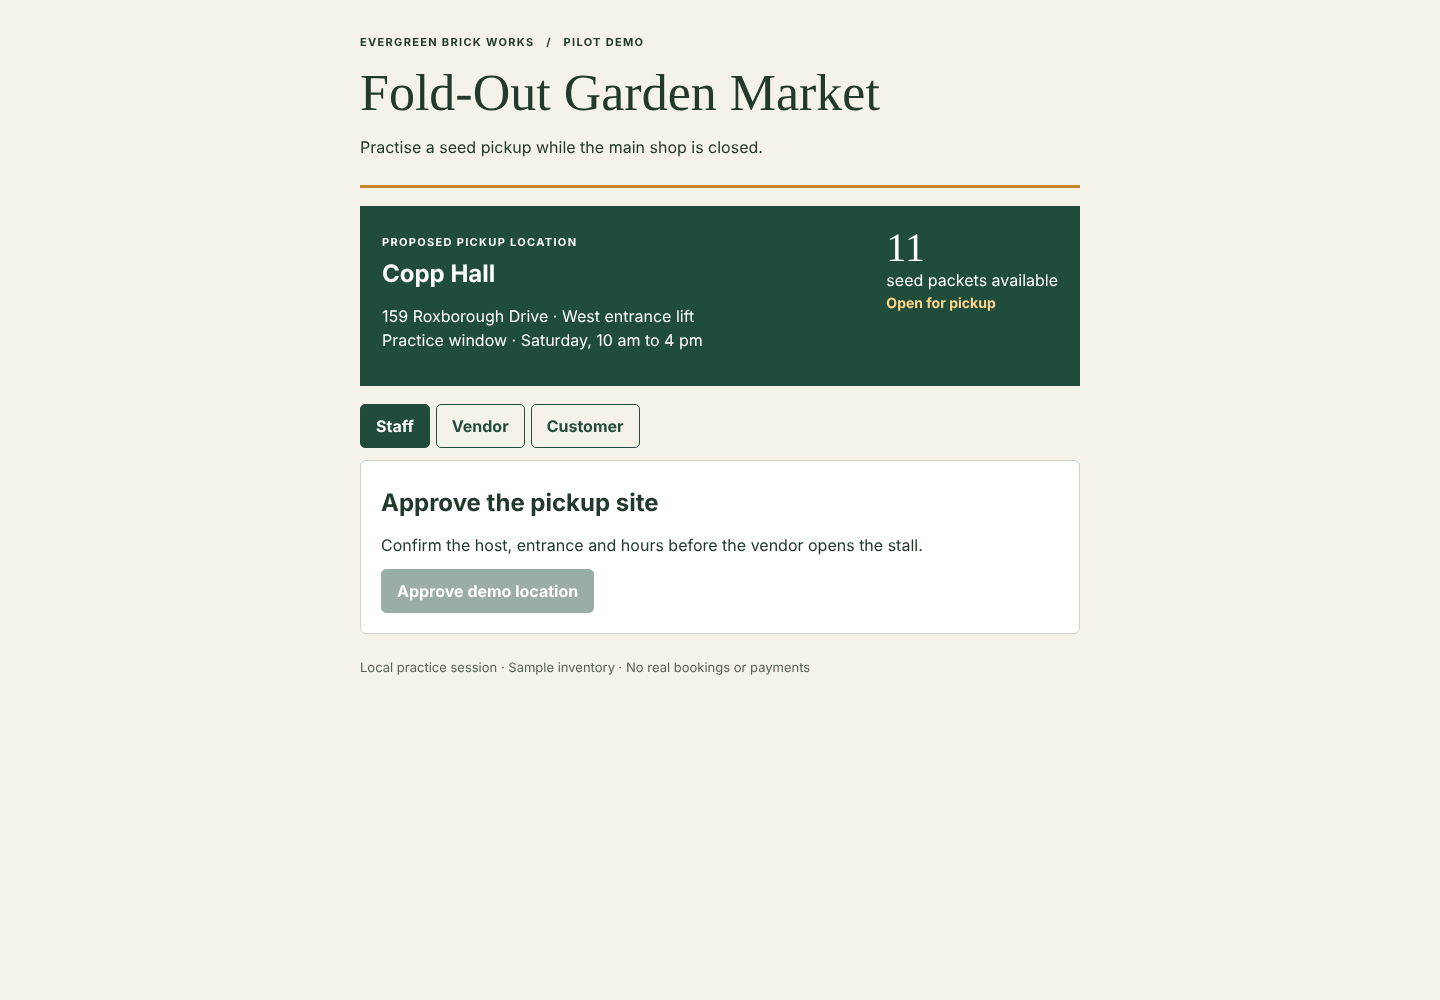 EVERGREEN BRICK WORKS / PILOT DEMO
Fold-Out Garden Market
Practise a seed pickup while the main shop is closed.
PROPOSED PICKUP LOCATION
Copp Hall
159 Roxborough Drive · West entrance lift
Practice window · Saturday, 10 am to 4 pm
11
seed packets available
Open for pickup
Staff
Vendor
Customer
Approve the pickup site
Confirm the host, entrance and hours before the vendor opens the stall.
Approve demo location
Local practice session · Sample inventory · No real bookings or payments